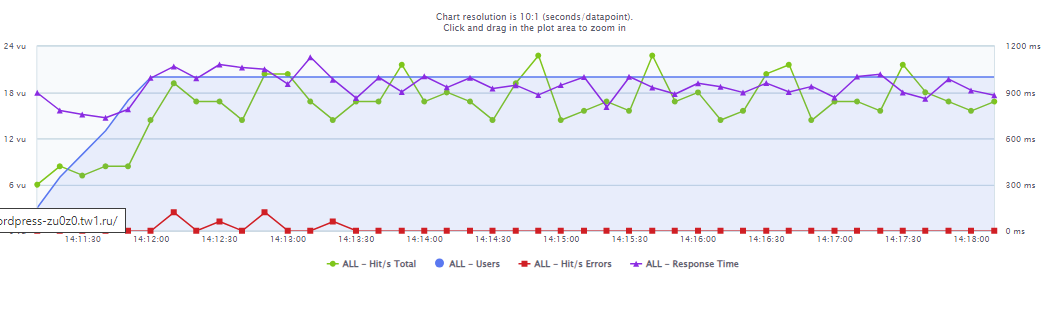 Chart resolution is 10:1 (seconds/datapoint).
Click and drag in the plot area to zoom in
24 vu
1200 ms
18 vu
900 ms
12 vu
600 ms
6 vu
300 ms
ordpress-zu0z0.tw1.ru/
0 ms
14:11:30 14:12:00 14:12:30 14:13:00 14:13:30 14:14:00 14:14:30 14:15:00 14:15:30 14:16:00 14:16:30 14:17:00 14:17:30 14:18:00
ALL - Hit/s Total ALL - Users ALL - Hit/s Errors ALL - Response Time